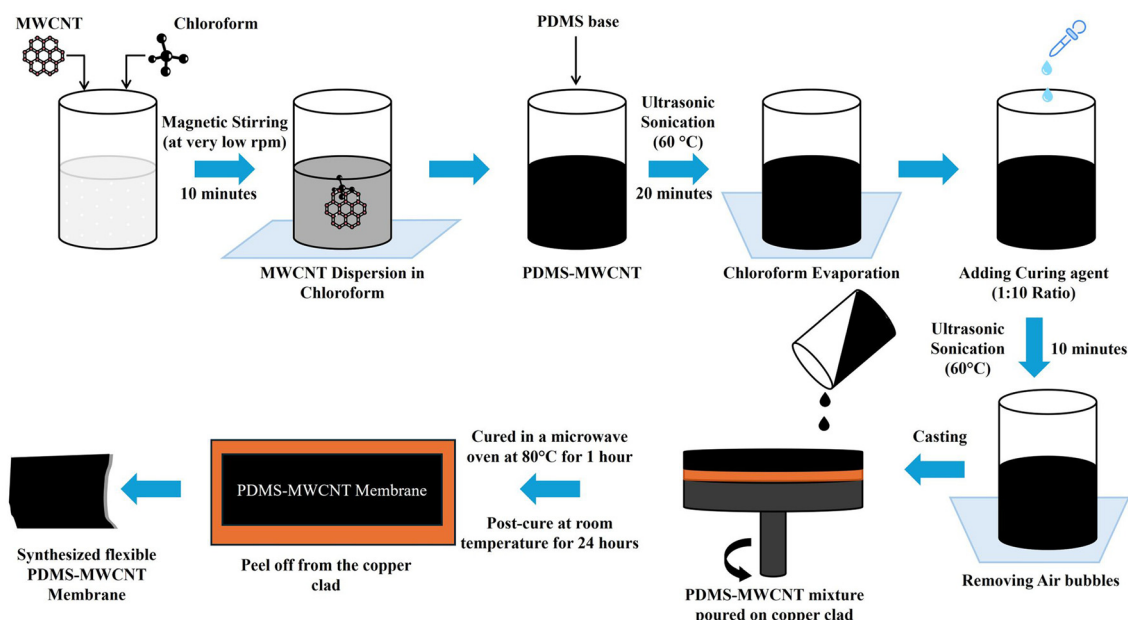 MWCNT
Chloroform
Magnetic Stirring
(at very low rpm)
10 minutes
MWCNT Dispersion in
Chloroform
PDMS base
PDMS-MWCNT
Ultrasonic
Sonication
(60 °C)
20 minutes
Chloroform Evaporation
Adding Curing agent
(1:10 Ratio)
Ultrasonic
Sonication
(60°C)
10 minutes
Removing Air bubbles
Casting
PDMS-MWCNT mixture
poured on copper clad
Cured in a microwave
oven at 80°C for 1 hour
Post-cure at room
temperature for 24 hours
PDMS-MWCNT Membrane
Peel off from the copper
clad
Synthesized flexible
PDMS-MWCNT
Membrane